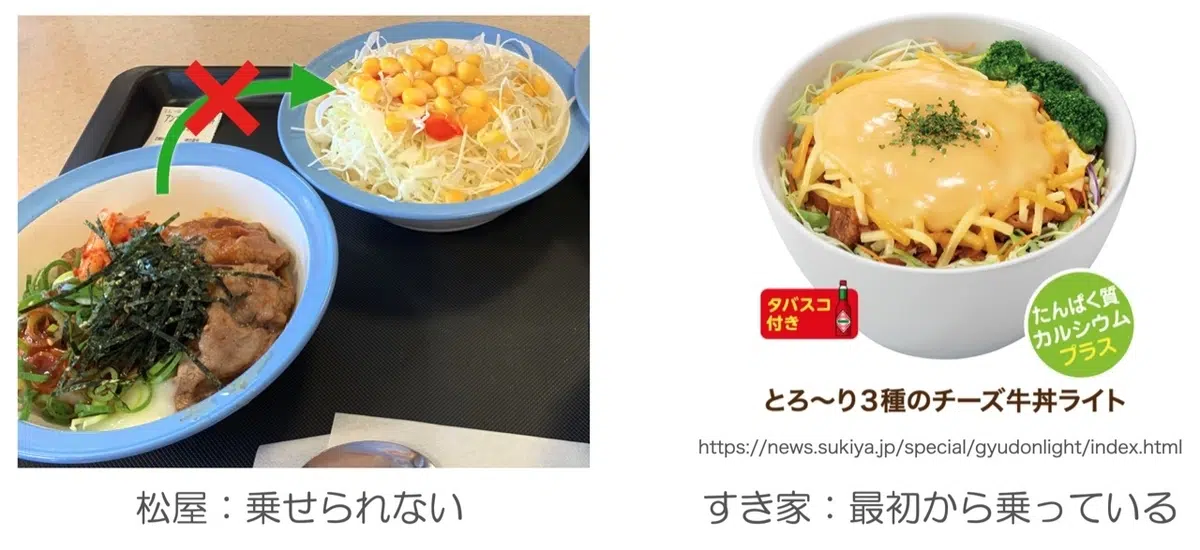 タバスコ
付き
たんぱく質
カルシウム
プラス
とろ～り3種のチーズ牛丼ライト
https://news.sukiya.jp/special/gyudonlight/index.html
松屋：乗せられない
すき家：最初から乗っている